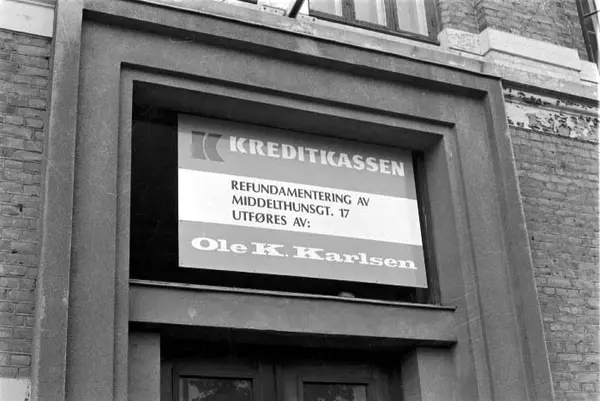 K KREDITKASSEN
REFUNDAMENTERING AV
MIDDELTHUNSGT. 17
UTFØRES AV:
Ole K. Karlsen